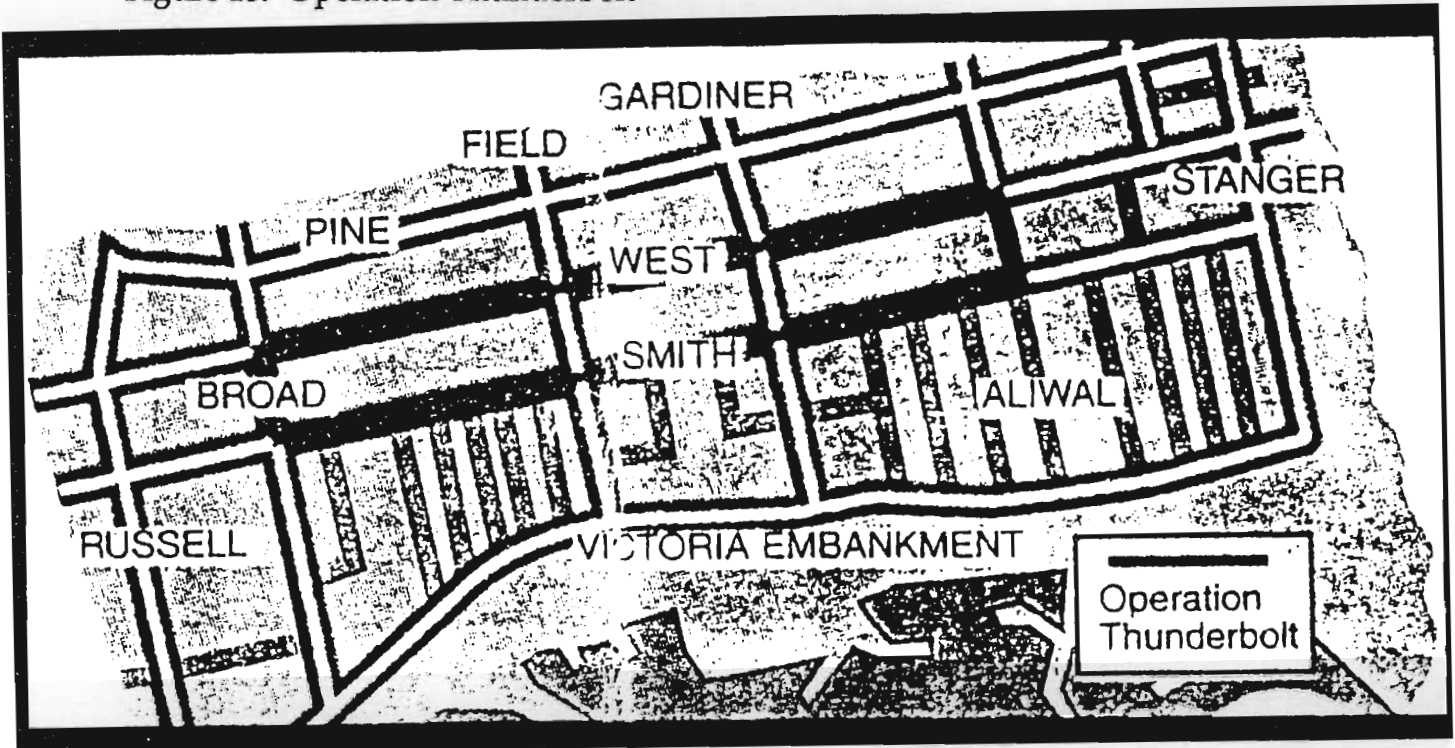 GARDINER
FIELD
STANGER
PINE
WEST
SMITH
BROAD
ALIWAL
RUSSELL
VICTORIA EMBANKMENT
Operation
Thunderbolt